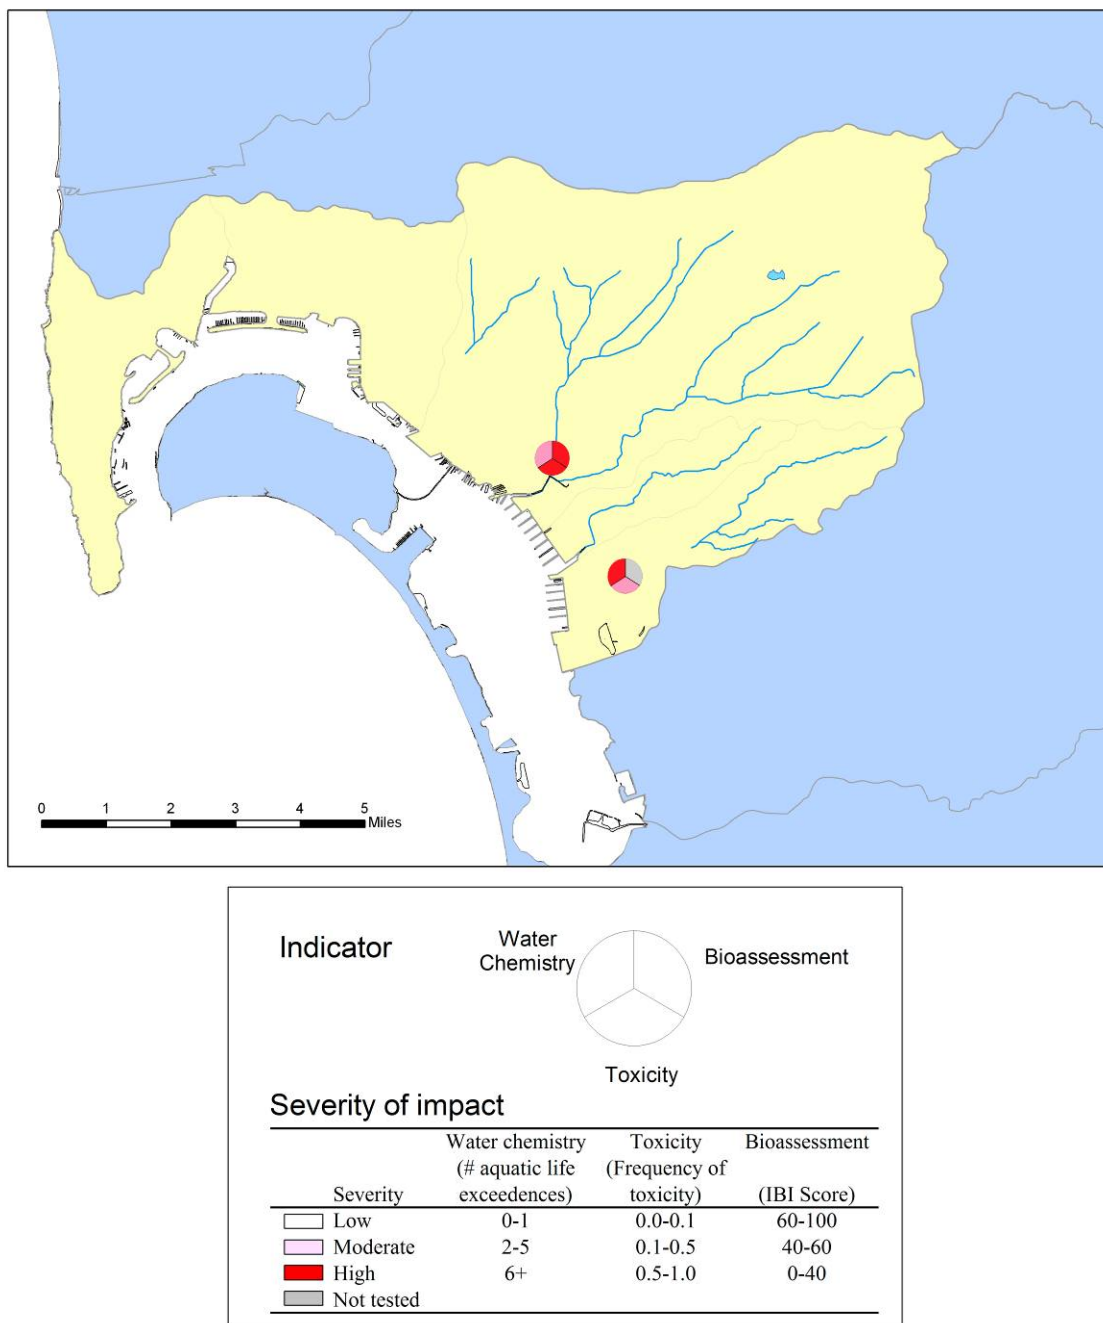 0 1 2 3 4 5
Miles
Indicator
Water
Chemistry
Bioassessment
Toxicity
Severity of impact
Water chemistry Toxicity Bioassessment
(# aquatic life (Frequency of
Severity exceedences) toxicity) (IBI Score)
Low 0-1 0.0-0.1 60-100
Moderate 2-5 0.1-0.5 40-60
High 6+ 0.5-1.0 0-40
Not tested